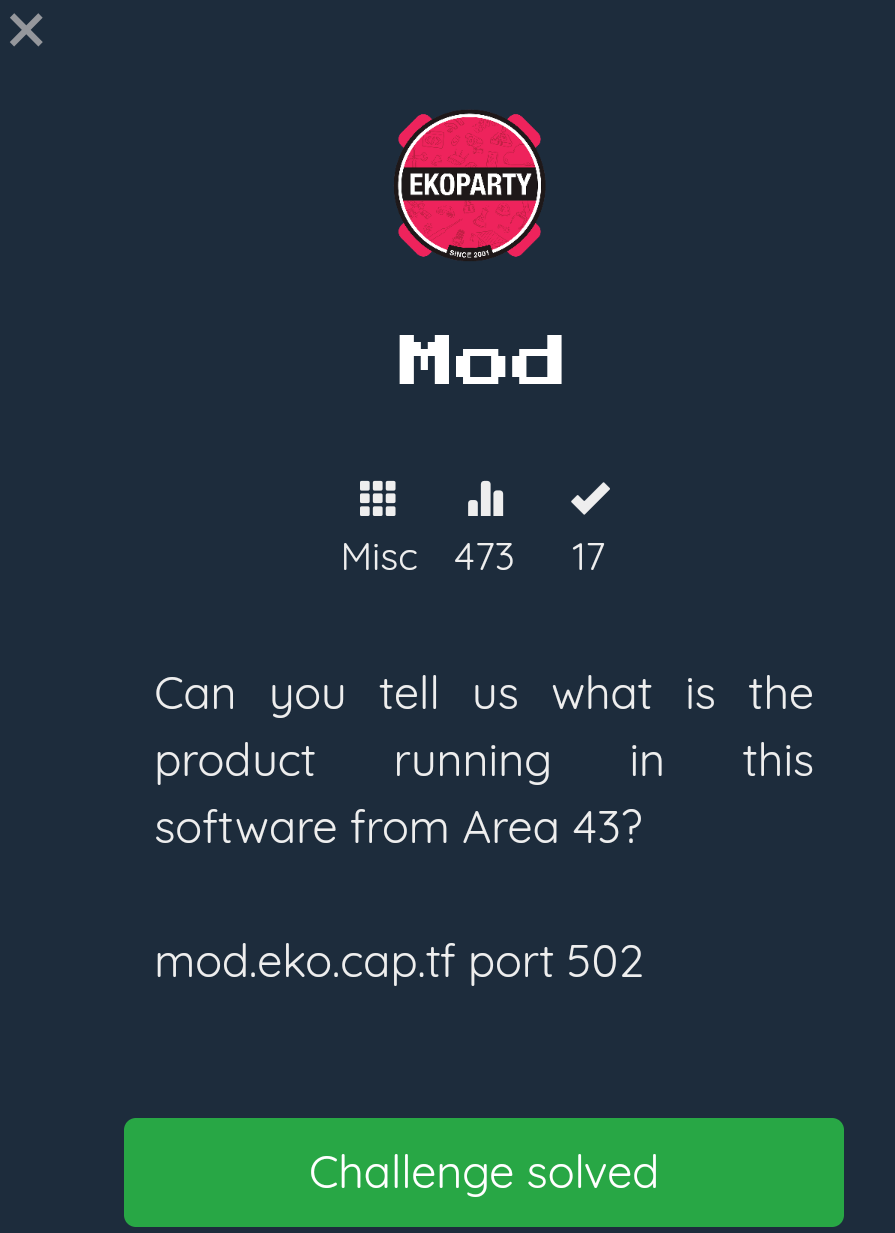 EKOPARTY
SINCE 2001
Mod
Misc 473 17
Can you tell us what is the
product running in this
software from Area 43?
mod.eko.cap.tf port 502
Challenge solved